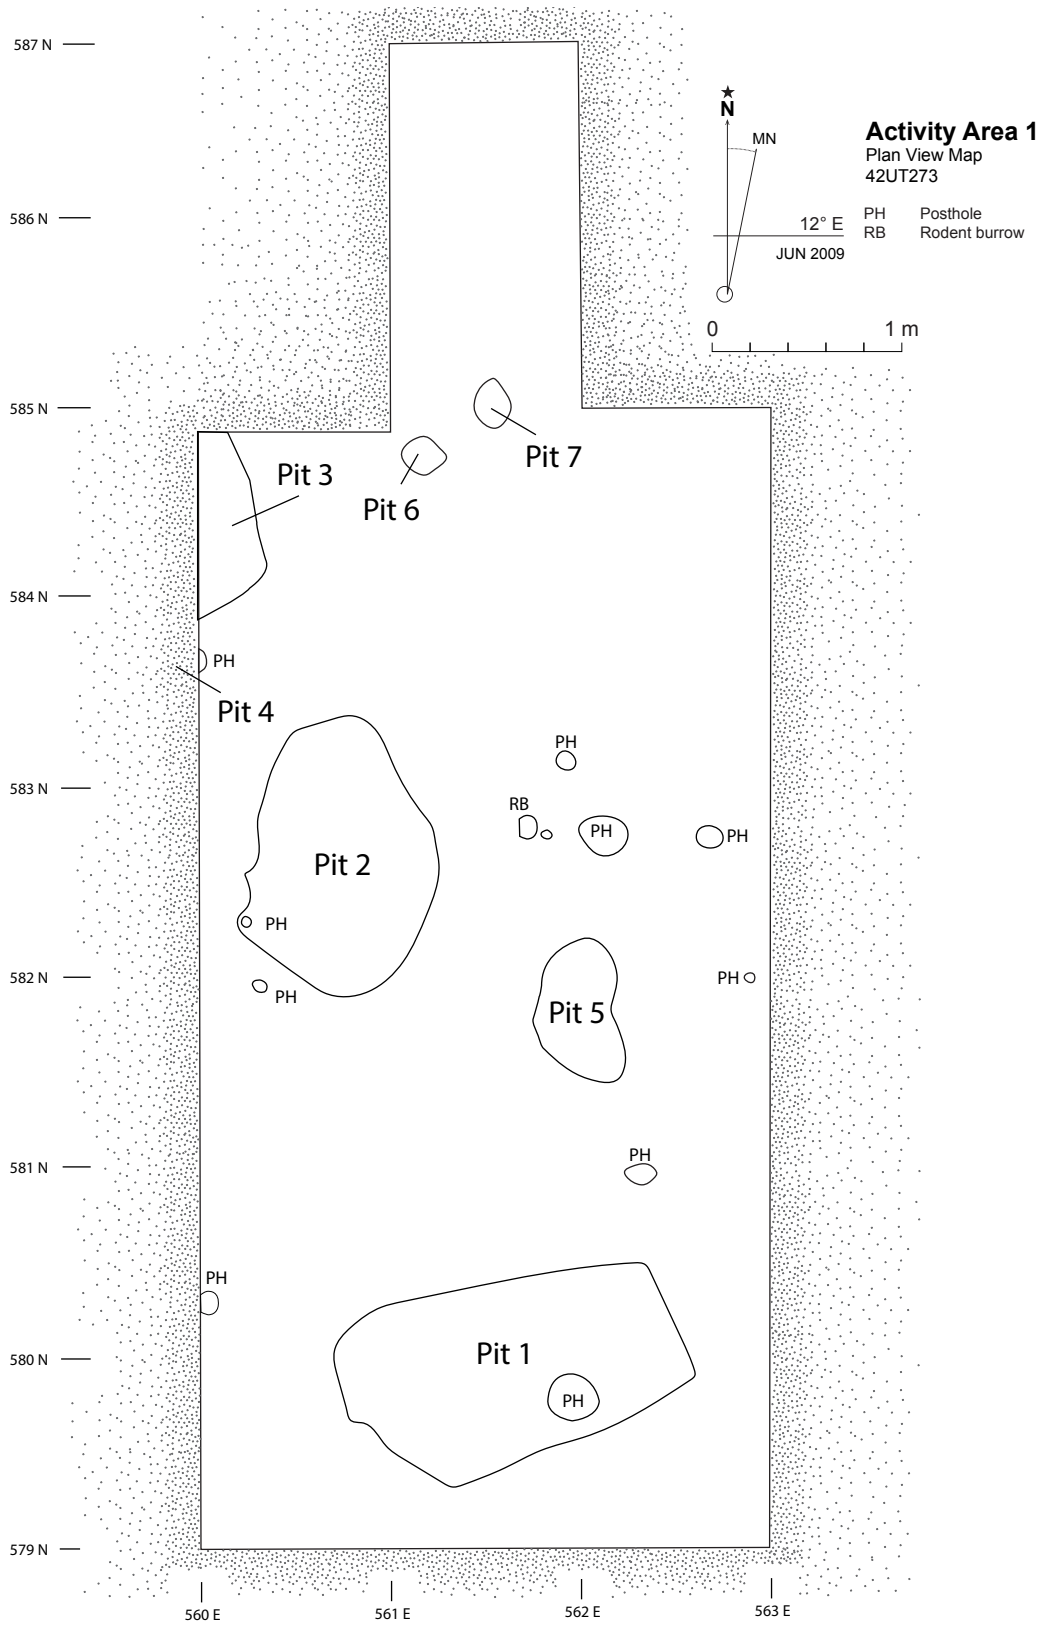 587 N
N
MN
Activity Area 1
Plan View Map
42UT273
PH Posthole
RB Rodent burrow
12° E
JUN 2009
586 N
0 1 m
585 N
Pit 7
Pit 3
Pit 6
584 N
PH
Pit 4
PH
583 N
RB
PH
PH
Pit 2
PH
582 N
PH
PH
Pit 5
PH
581 N
PH
580 N
Pit 1
PH
579 N
560 E
561 E
562 E
563 E